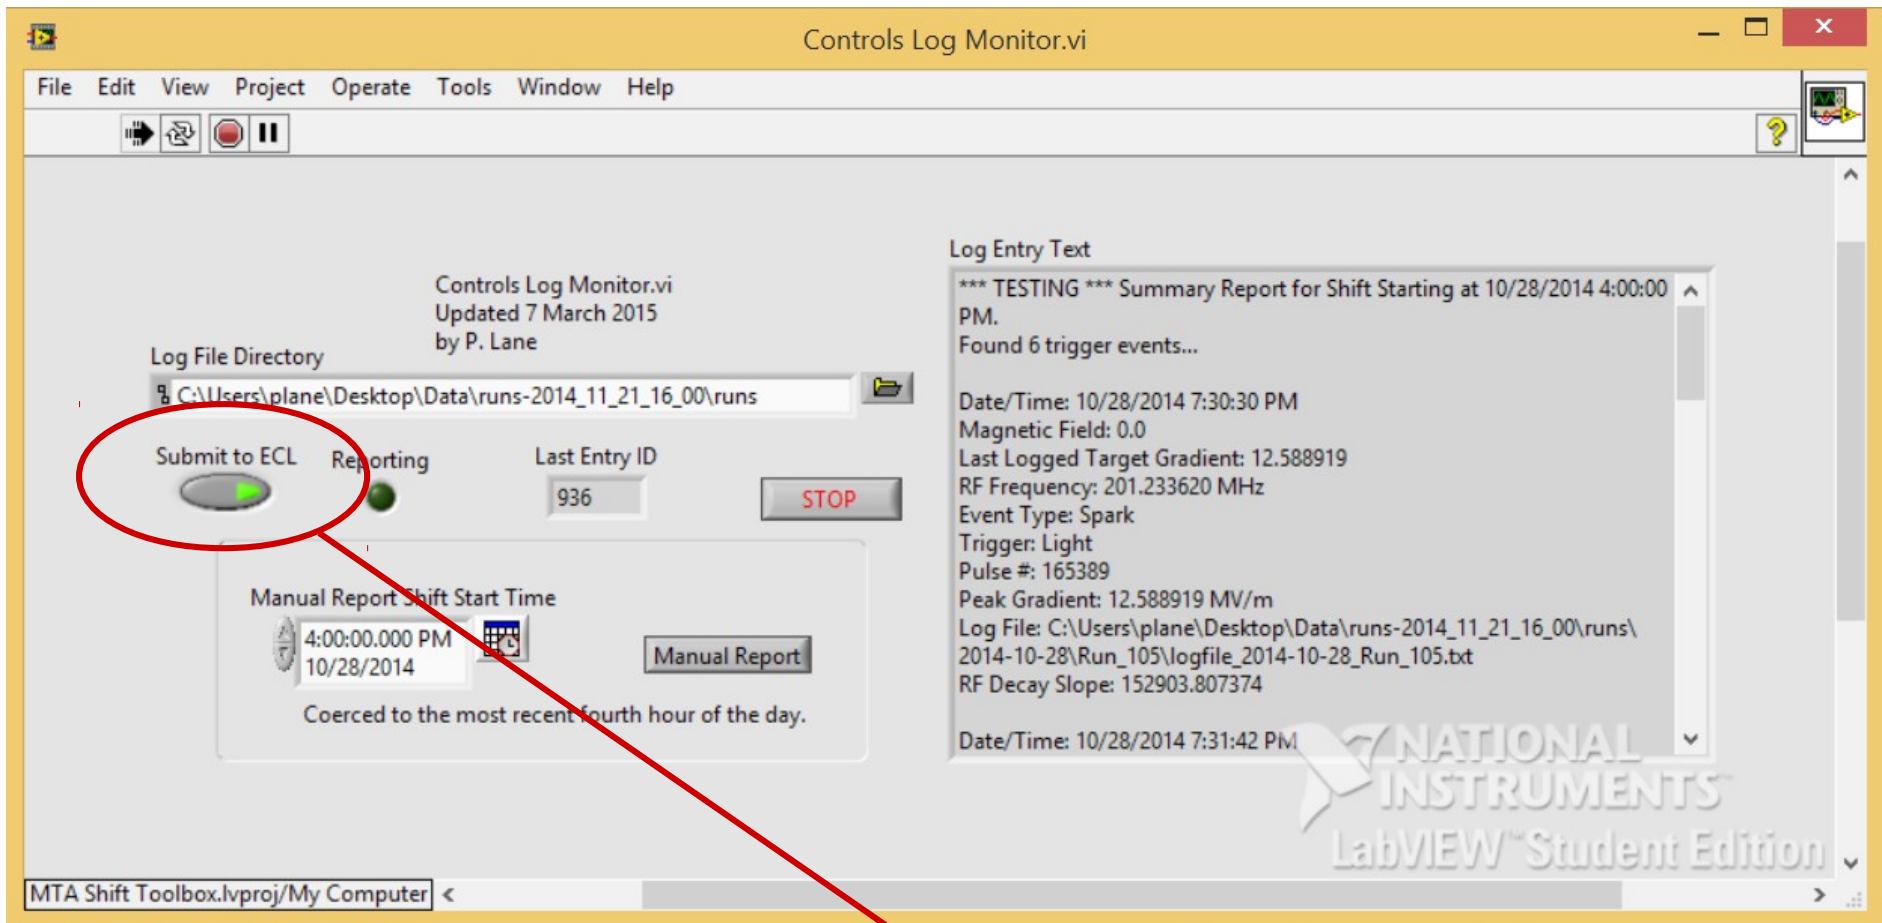 Controls Log Monitor.vi
File Edit View Project Operate Tools Window Help
Controls Log Monitor.vi
Updated 7 March 2015
by P. Lane
Log File Directory
C:\Users\plane\Desktop\Data\runs-2014_11_21_16_00\runs
Submit to ECL
Reporting
Last Entry ID
936
STOP
Manual Report Shift Start Time
4:00:00.000 PM
10/28/2014
Manual Report
Coerced to the most recent fourth hour of the day.
Log Entry Text
*** TESTING *** Summary Report for Shift Starting at 10/28/2014 4:00:00
PM.
Found 6 trigger events...
Date/Time: 10/28/2014 7:30:30 PM
Magnetic Field: 0.0
Last Logged Target Gradient: 12.588919
RF Frequency: 201.233620 MHz
Event Type: Spark
Trigger: Light
Pulse #: 165389
Peak Gradient: 12.588919 MV/m
Log File: C:\Users\plane\Desktop\Data\runs-2014_11_21_16_00\runs\
2014-10-28\Run_105\logfile_2014-10-28_Run_105.txt
RF Decay Slope: 152903.807374
Date/Time: 10/28/2014 7:31:42 PM
NATIONAL
INSTRUMENTS™
LabVIEW™ Student Edition
MTA Shift Toolbox.lvproj/My Computer